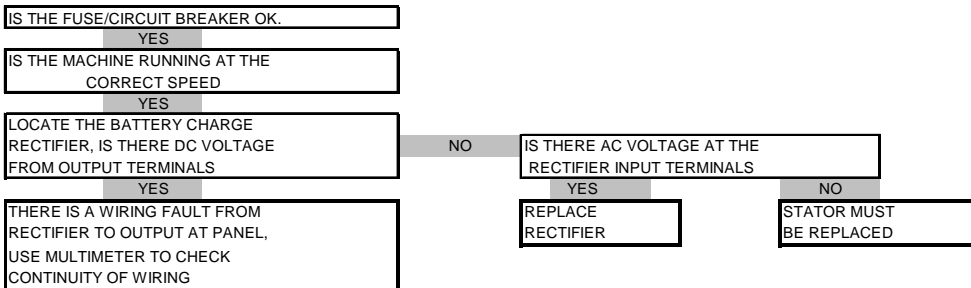 IS THE FUSE/CIRCUIT BREAKER OK.
YES
IS THE MACHINE RUNNING AT THE
CORRECT SPEED
YES
LOCATE THE BATTERY CHARGE
RECTIFIER, IS THERE DC VOLTAGE
FROM OUTPUT TERMINALS
NO
IS THERE AC VOLTAGE AT THE
RECTIFIER INPUT TERMINALS
YES
THERE IS A WIRING FAULT FROM
RECTIFIER TO OUTPUT AT PANEL,
USE MULTIMETER TO CHECK
CONTINUITY OF WIRING
YES
REPLACE
RECTIFIER
NO
STATOR MUST
BE REPLACED